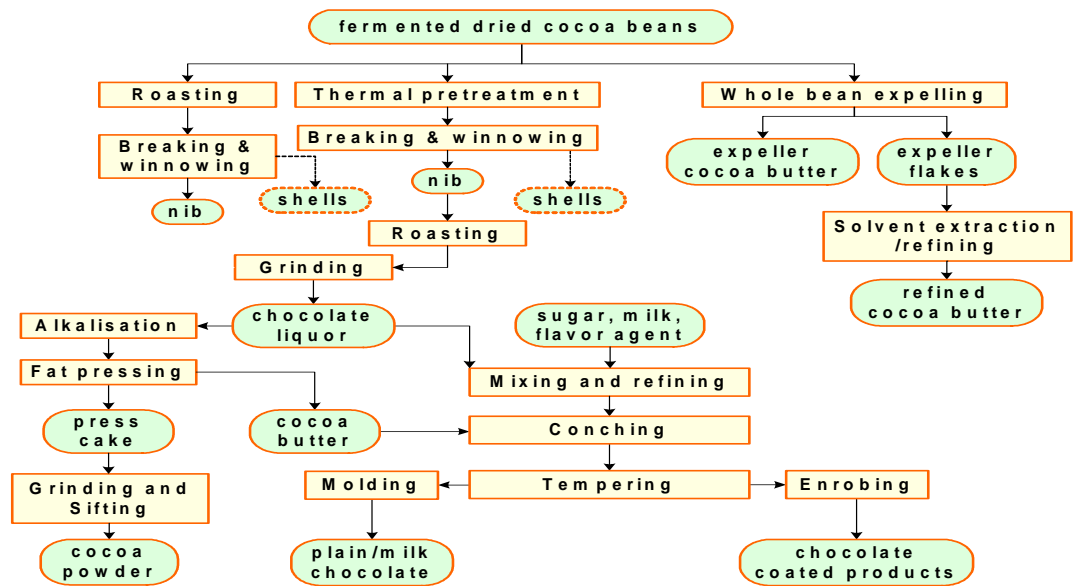 fermented dried cocoa beans
Roasting
Thermal pretreatment
Whole bean expelling
Breaking &
winnowing
Breaking & winnowing
expeller
cocoa butter
expeller
flakes
nib
shells
nib
shells
Roasting
Solvent extraction
/refining
Grinding
refined
cocoa butter
chocolate
liquor
sugar, milk,
flavor agent
Alkalisation
Fat pressing
Mixing and refining
press
cake
cocoa
butter
Conching
Grinding and
Sifting
Molding
Tempering
Enrobing
cocoa
powder
plain/milk
chocolate
chocolate
coated products